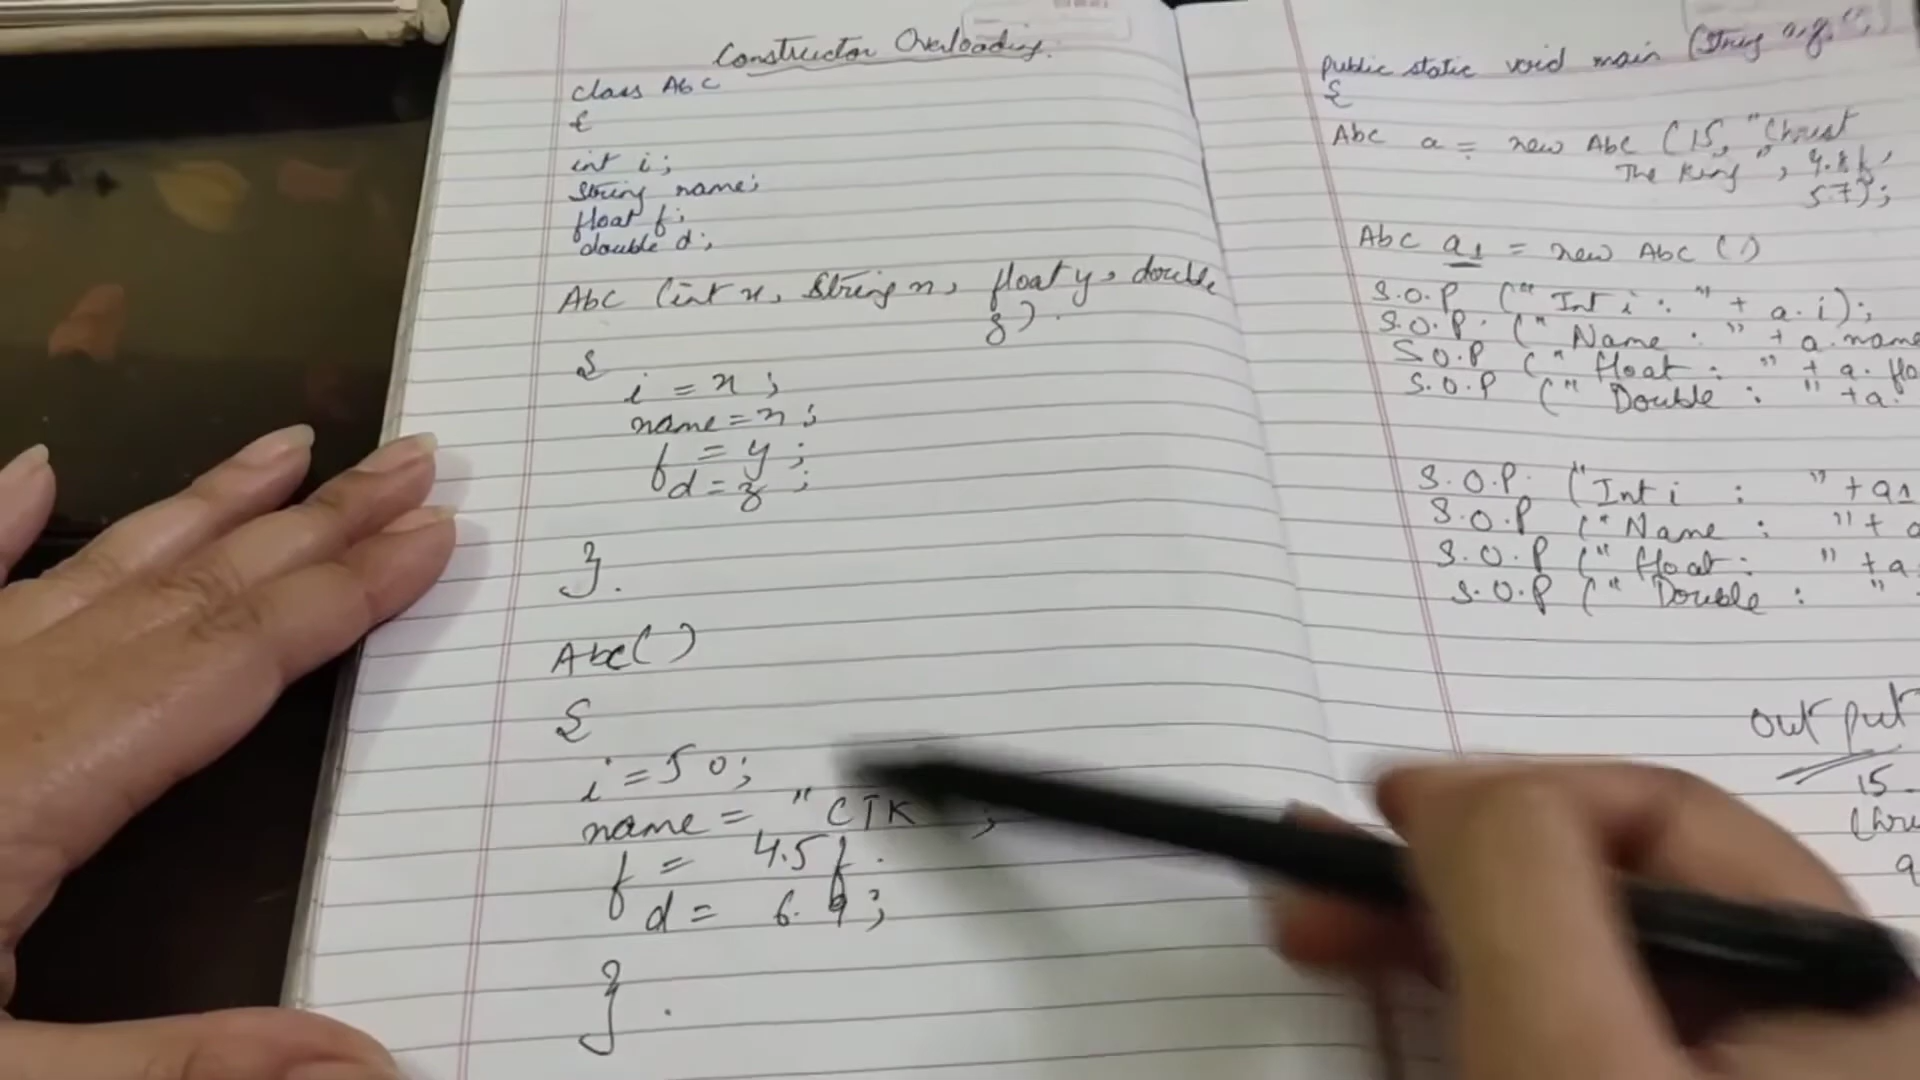 Constructor Overloading.
class Abc
{
int i;
String name;
float f;
double d;
Abc (int x, String n, float y, double
z).
{
i = x;
name = n;
f = y;
d = z;
}.
Abc()
{
i = 50;
name = "CTK ;
f = 4.5f.
d = 6.9;
}.
public static void main (String
{
Abc a = new Abc (15, "Christ
The King",
5.7);
Abc a1 = new Abc ()
S.O.P ("Int i : " + a.i);
S.O.P. ("Name : " + a.name
S.O.P ("float : " + a.flo
S.O.P ("Double : " +a.
S.O.P. ("Int i : " +a1
S.O.P ("Name : " + a
S.O.P ("float : " +a
S.O.P ("Double : "
Output
15